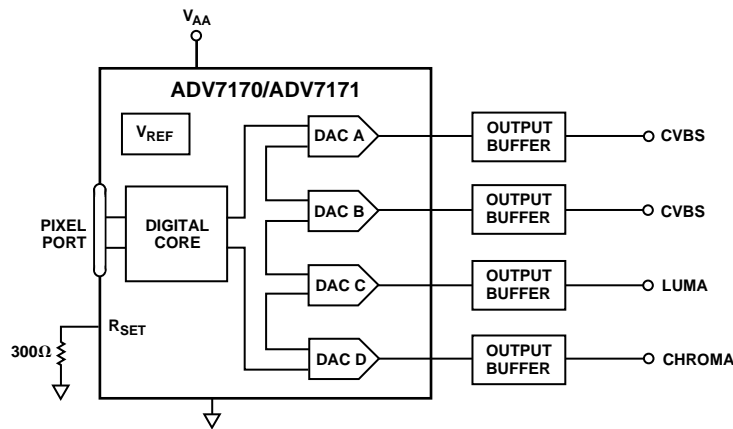 VAA
ADV7170/ADV7171
VREF
PIXEL
PORT
DIGITAL
CORE
RSET
300Ω
DAC A
OUTPUT
BUFFER
CVBS
DAC B
OUTPUT
BUFFER
CVBS
DAC C
OUTPUT
BUFFER
LUMA
DAC D
OUTPUT
BUFFER
CHROMA